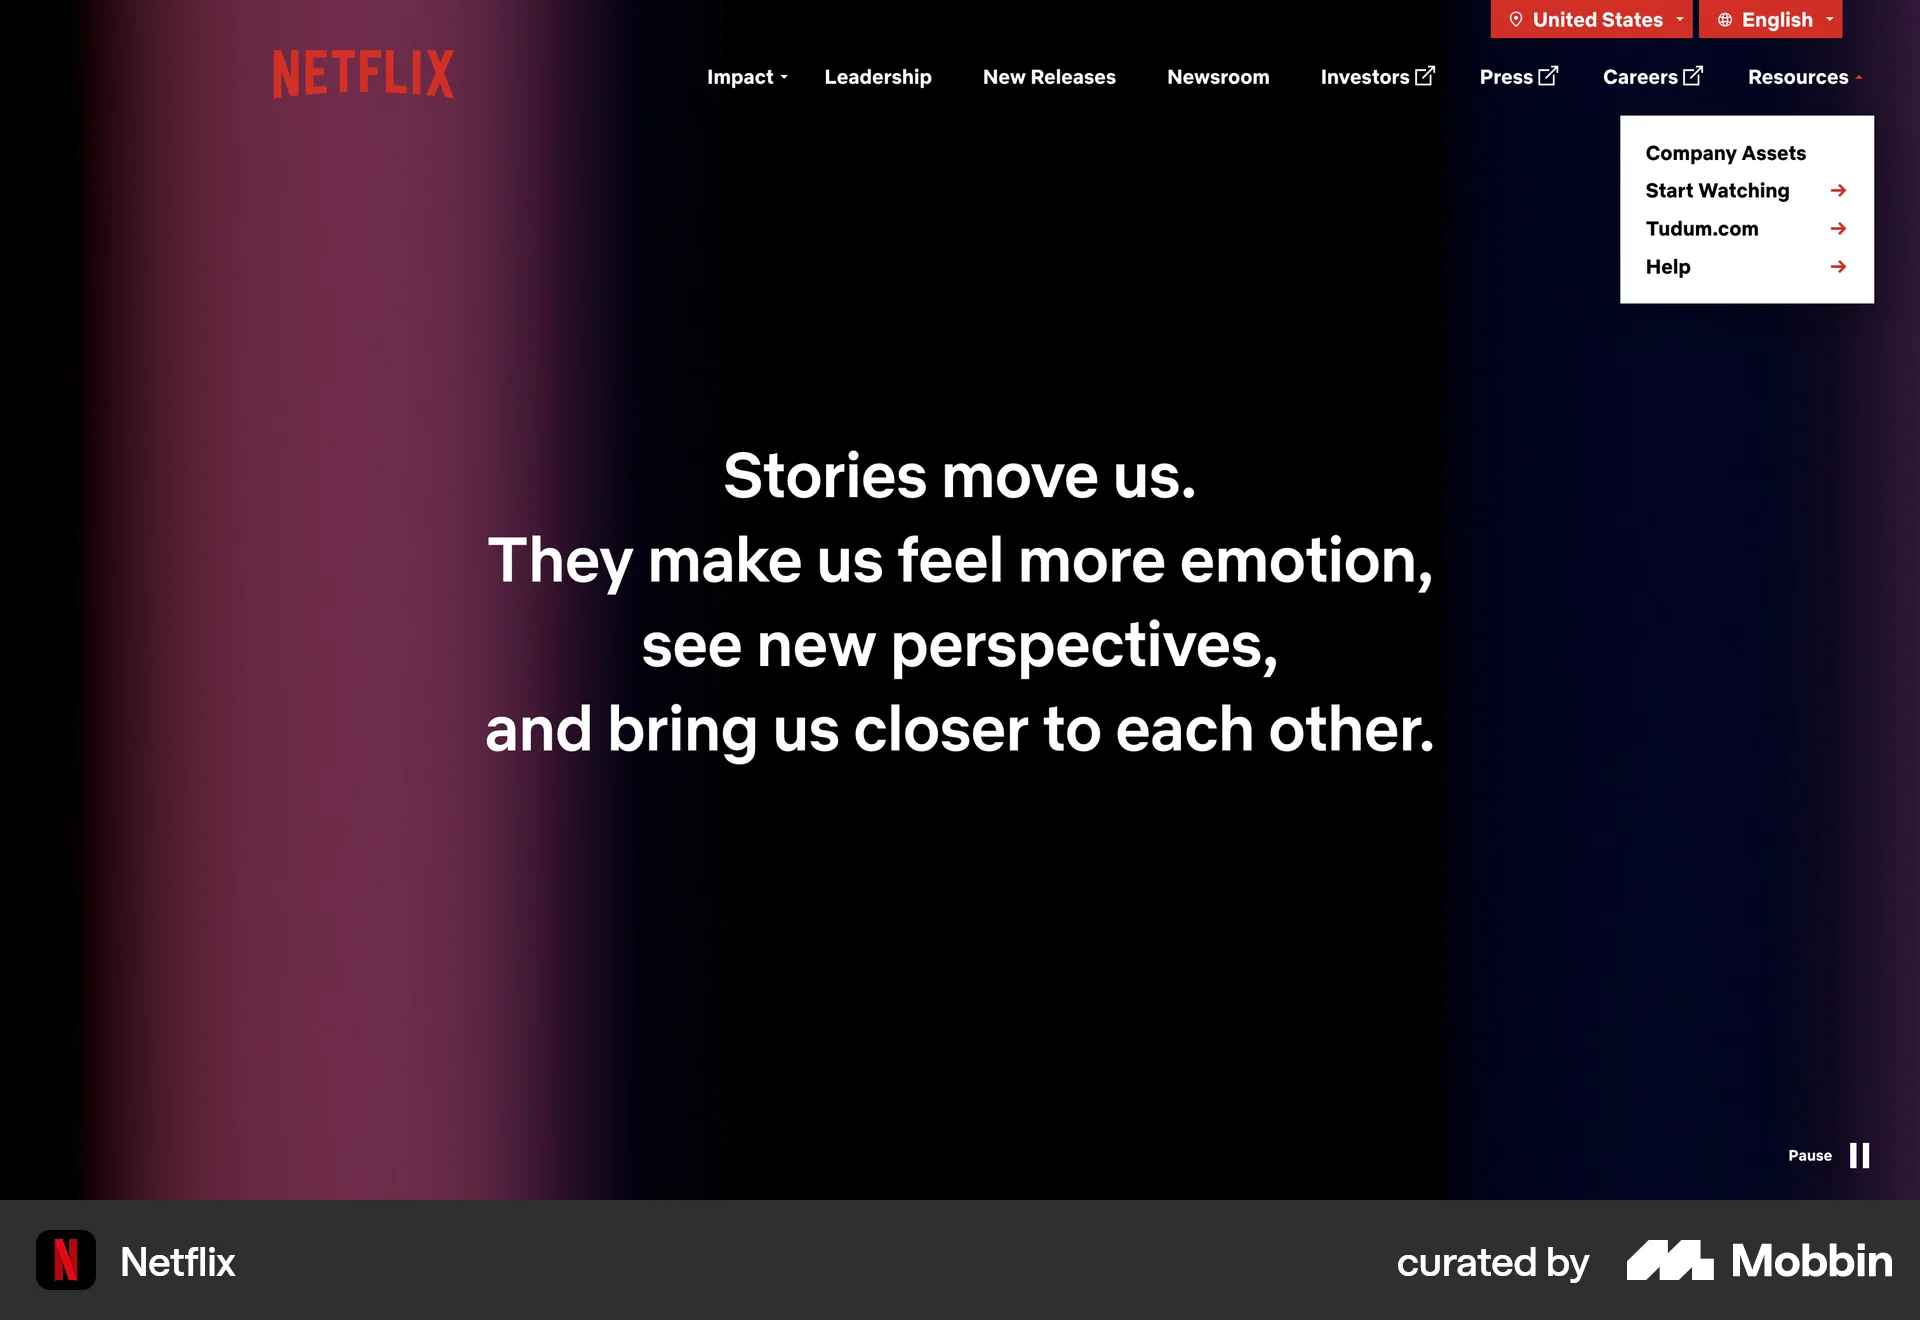 United States
English
NETFLIX
Impact
Leadership
New Releases
Newsroom
Investors
Press
Careers
Resources
Company Assets
Start Watching
Tudum.com
Help
Stories move us.
They make us feel more emotion,
see new perspectives,
and bring us closer to each other.
Pause
N
Netflix
curated by
Mobbin